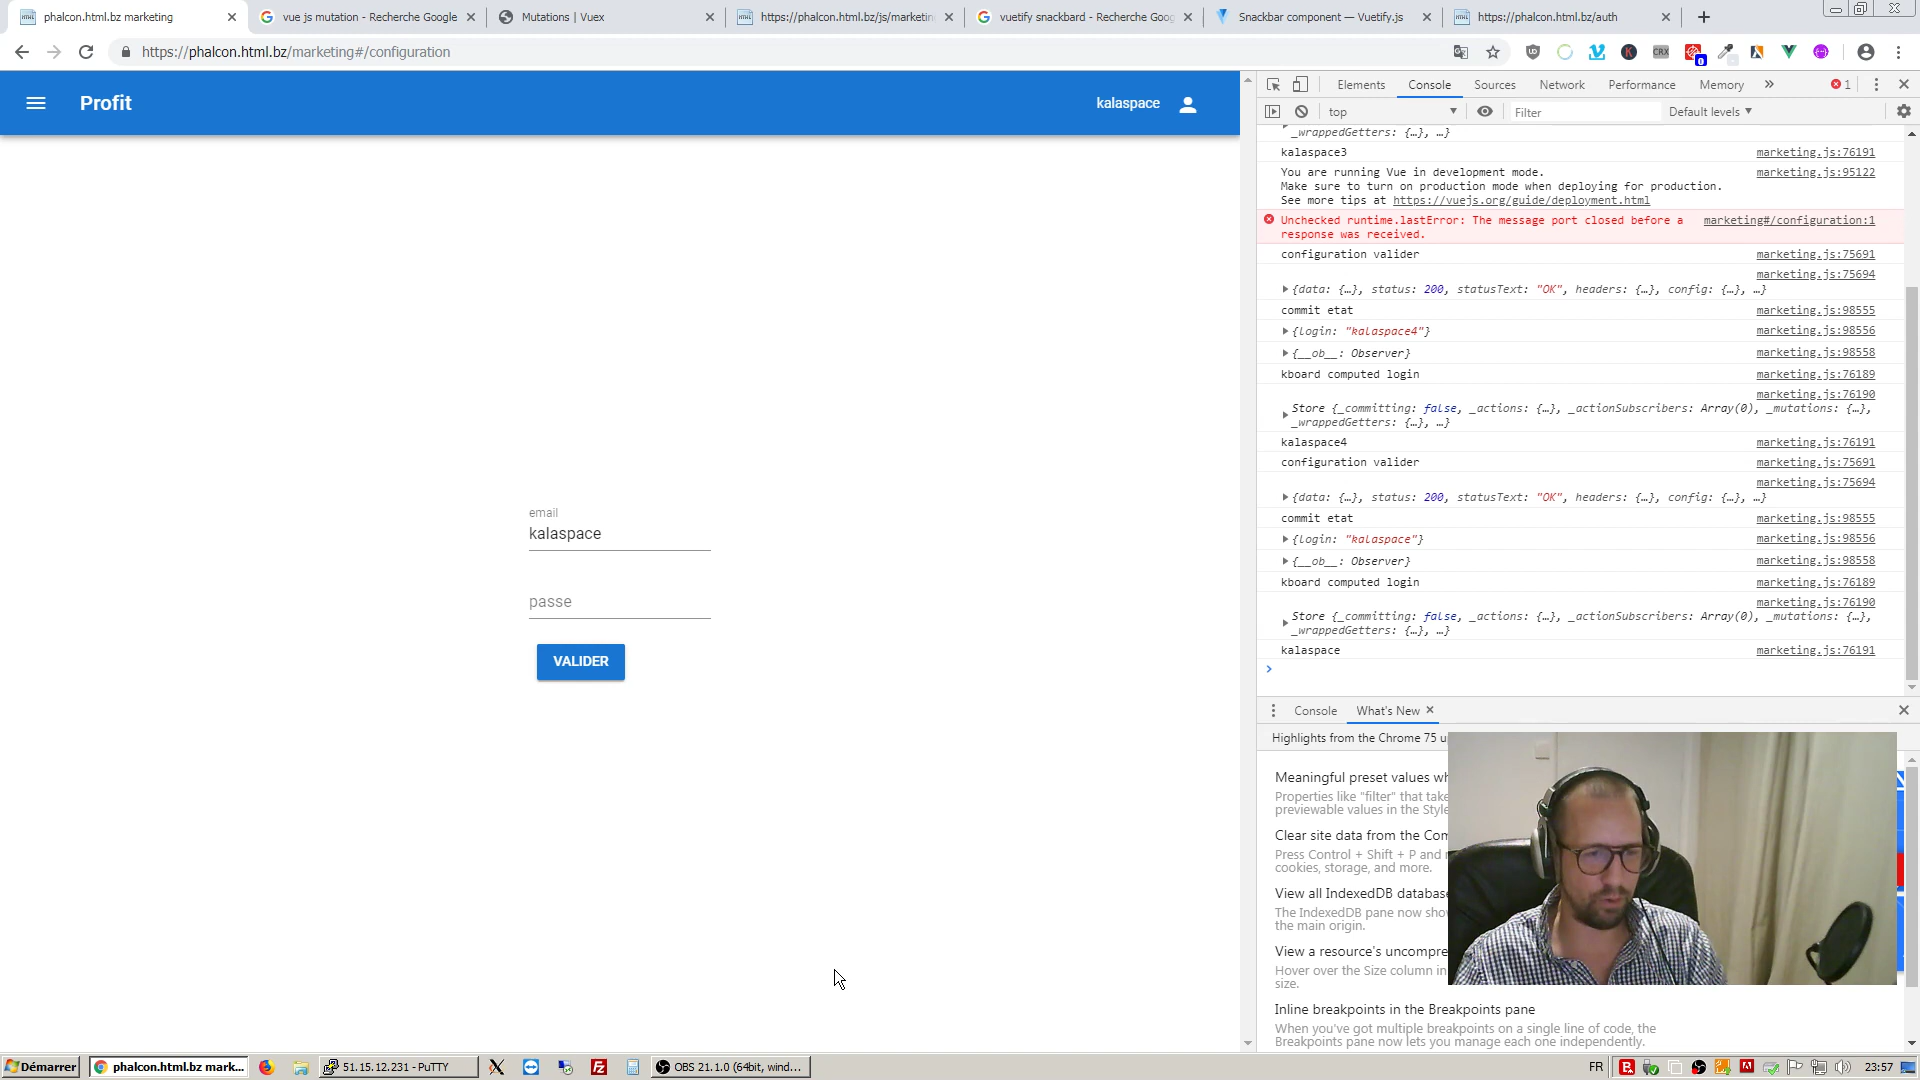 phalcon.html.bz marketing
vue js mutation - Recherche Google
Mutations | Vuex
https://phalcon.html.bz/js/marketin
vuetify snackbard - Recherche Goog
Snackbar component — Vuetify.js
https://phalcon.html.bz/auth
https://phalcon.html.bz/marketing#/configuration
Profit
kalaspace
email
kalaspace
passe
VALIDER
Elements
Console
Sources
Network
Performance
Memory
1
top
Filter
Default levels
_wrappedGetters: {…}, …}
kalaspace3 marketing.js:76191
You are running Vue in development mode. marketing.js:95122
Make sure to turn on production mode when deploying for production.
See more tips at https://vuejs.org/guide/deployment.html
Unchecked runtime.lastError: The message port closed before a marketing#/configuration:1
response was received.
configuration valider marketing.js:75691
marketing.js:75694
{data: {…}, status: 200, statusText: "OK", headers: {…}, config: {…}, …}
commit etat marketing.js:98555
{login: "kalaspace4"} marketing.js:98556
{__ob__: Observer} marketing.js:98558
kboard computed login marketing.js:76189
marketing.js:76190
Store {_committing: false, _actions: {…}, _actionSubscribers: Array(0), _mutations: {…},
_wrappedGetters: {…}, …}
kalaspace4 marketing.js:76191
configuration valider marketing.js:75691
marketing.js:75694
{data: {…}, status: 200, statusText: "OK", headers: {…}, config: {…}, …}
commit etat marketing.js:98555
{login: "kalaspace"} marketing.js:98556
{__ob__: Observer} marketing.js:98558
kboard computed login marketing.js:76189
marketing.js:76190
Store {_committing: false, _actions: {…}, _actionSubscribers: Array(0), _mutations: {…},
_wrappedGetters: {…}, …}
kalaspace marketing.js:76191
Console
What's New
Highlights from the Chrome 75 u
Meaningful preset values wh
Properties like "filter" that take
previewable values in the Style
Clear site data from the Com
Press Control + Shift + P and r
cookies, storage, and more.
View all IndexedDB database
The IndexedDB pane now show
the main origin.
View a resource's uncompre
Hover over the Size column in
size.
Inline breakpoints in the Breakpoints pane
When you've got multiple breakpoints on a single line of code, the
Breakpoints pane now lets you manage each one independently.
Démarrer
phalcon.html.bz mark...
51.15.12.231 - PuTTY
OBS 21.1.0 (64bit, wind...
FR
23:57